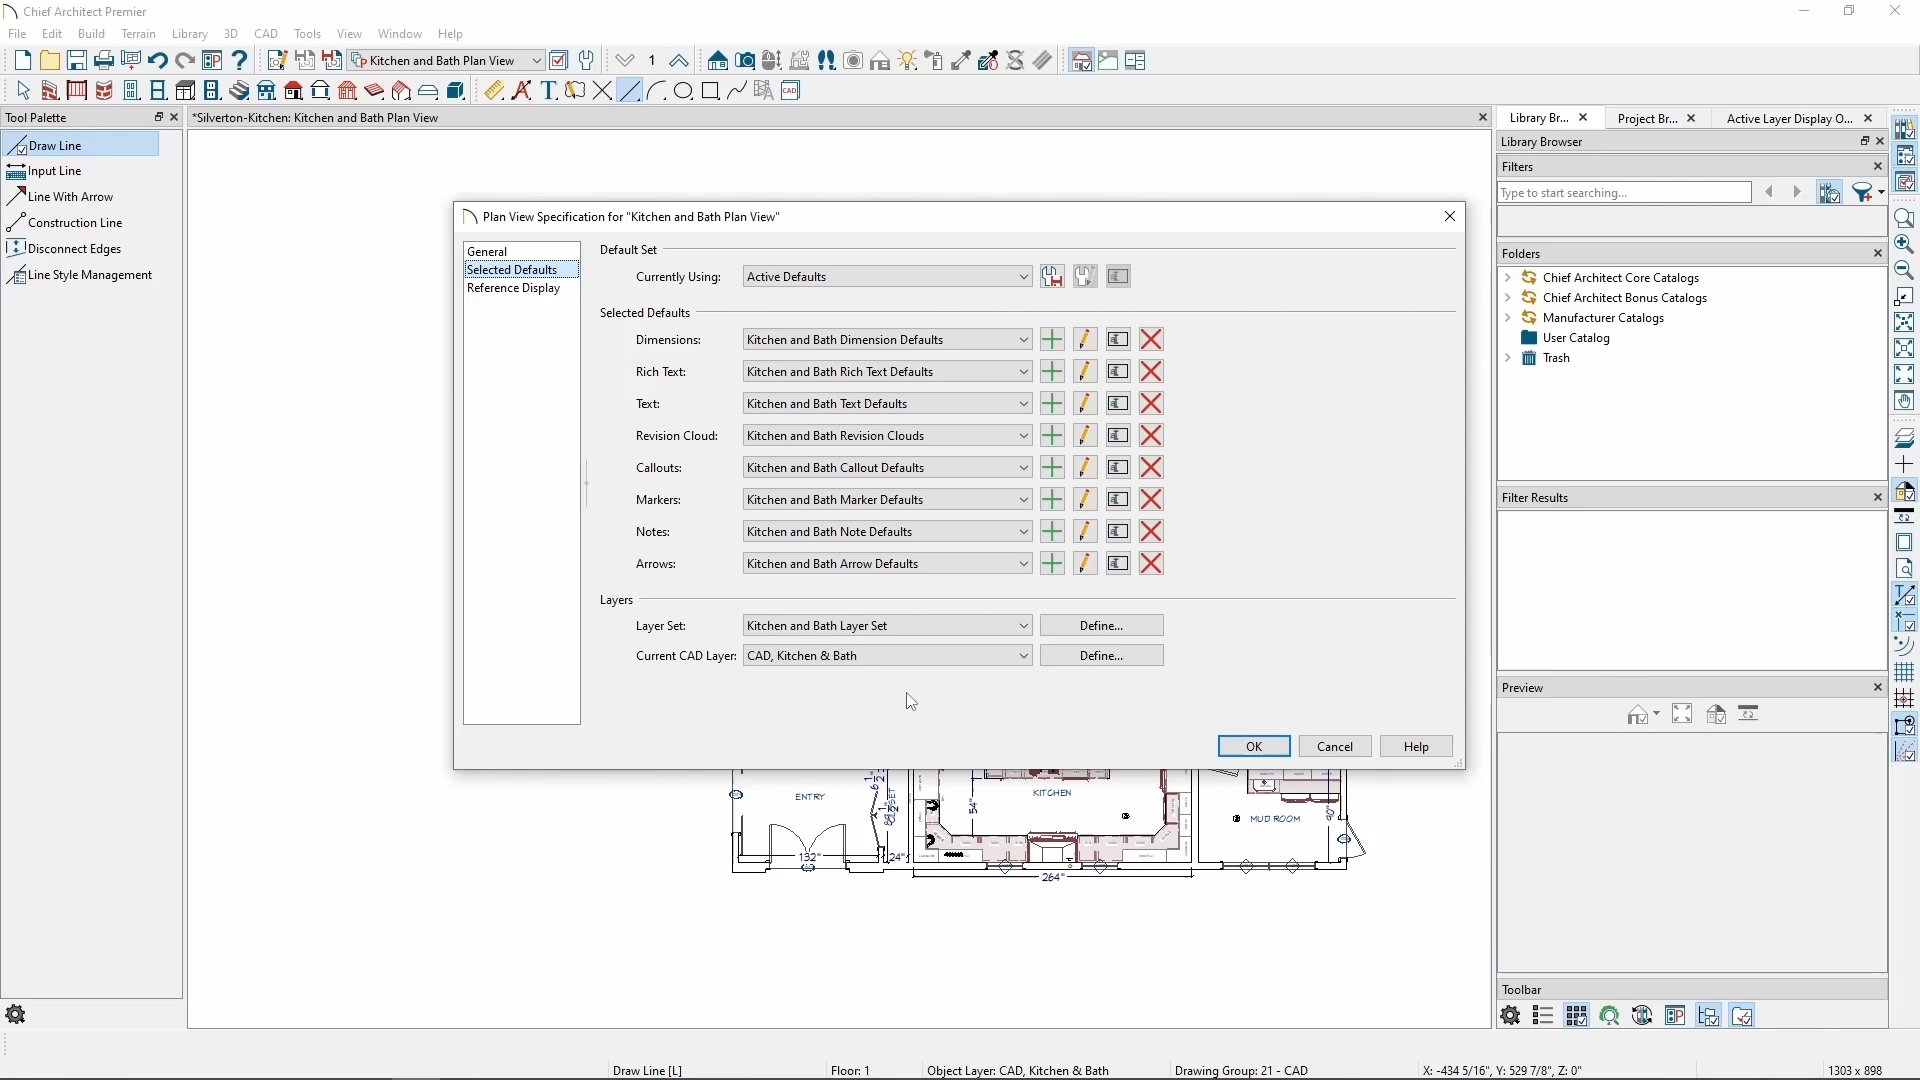 Chief Architect Premier
File Edit Build Terrain Library 3D CAD Tools View Window Help
Kitchen and Bath Plan View
1
CAD
Tool Palette
*Silverton-Kitchen: Kitchen and Bath Plan View
Library Br... Project Br... Active Layer Display O...
Draw Line
Input Line
Line With Arrow
Construction Line
Disconnect Edges
Line Style Management
Plan View Specification for "Kitchen and Bath Plan View"
General
Selected Defaults
Reference Display
Default Set
Currently Using: Active Defaults
Selected Defaults
Dimensions: Kitchen and Bath Dimension Defaults
Rich Text: Kitchen and Bath Rich Text Defaults
Text: Kitchen and Bath Text Defaults
Revision Cloud: Kitchen and Bath Revision Clouds
Callouts: Kitchen and Bath Callout Defaults
Markers: Kitchen and Bath Marker Defaults
Notes: Kitchen and Bath Note Defaults
Arrows: Kitchen and Bath Arrow Defaults
Layers
Layer Set: Kitchen and Bath Layer Set Define...
Current CAD Layer: CAD, Kitchen & Bath Define...
OK Cancel Help
ENTRY
KITCHEN
MUD ROOM
54"
90"
132"
24"
264"
Library Browser
Filters
Type to start searching...
Folders
Chief Architect Core Catalogs
Chief Architect Bonus Catalogs
Manufacturer Catalogs
User Catalog
Trash
Filter Results
Preview
Toolbar
Draw Line [L] Floor: 1 Object Layer: CAD, Kitchen & Bath Drawing Group: 21 - CAD X: -434 5/16", Y: 529 7/8", Z: 0" 1303 x 898